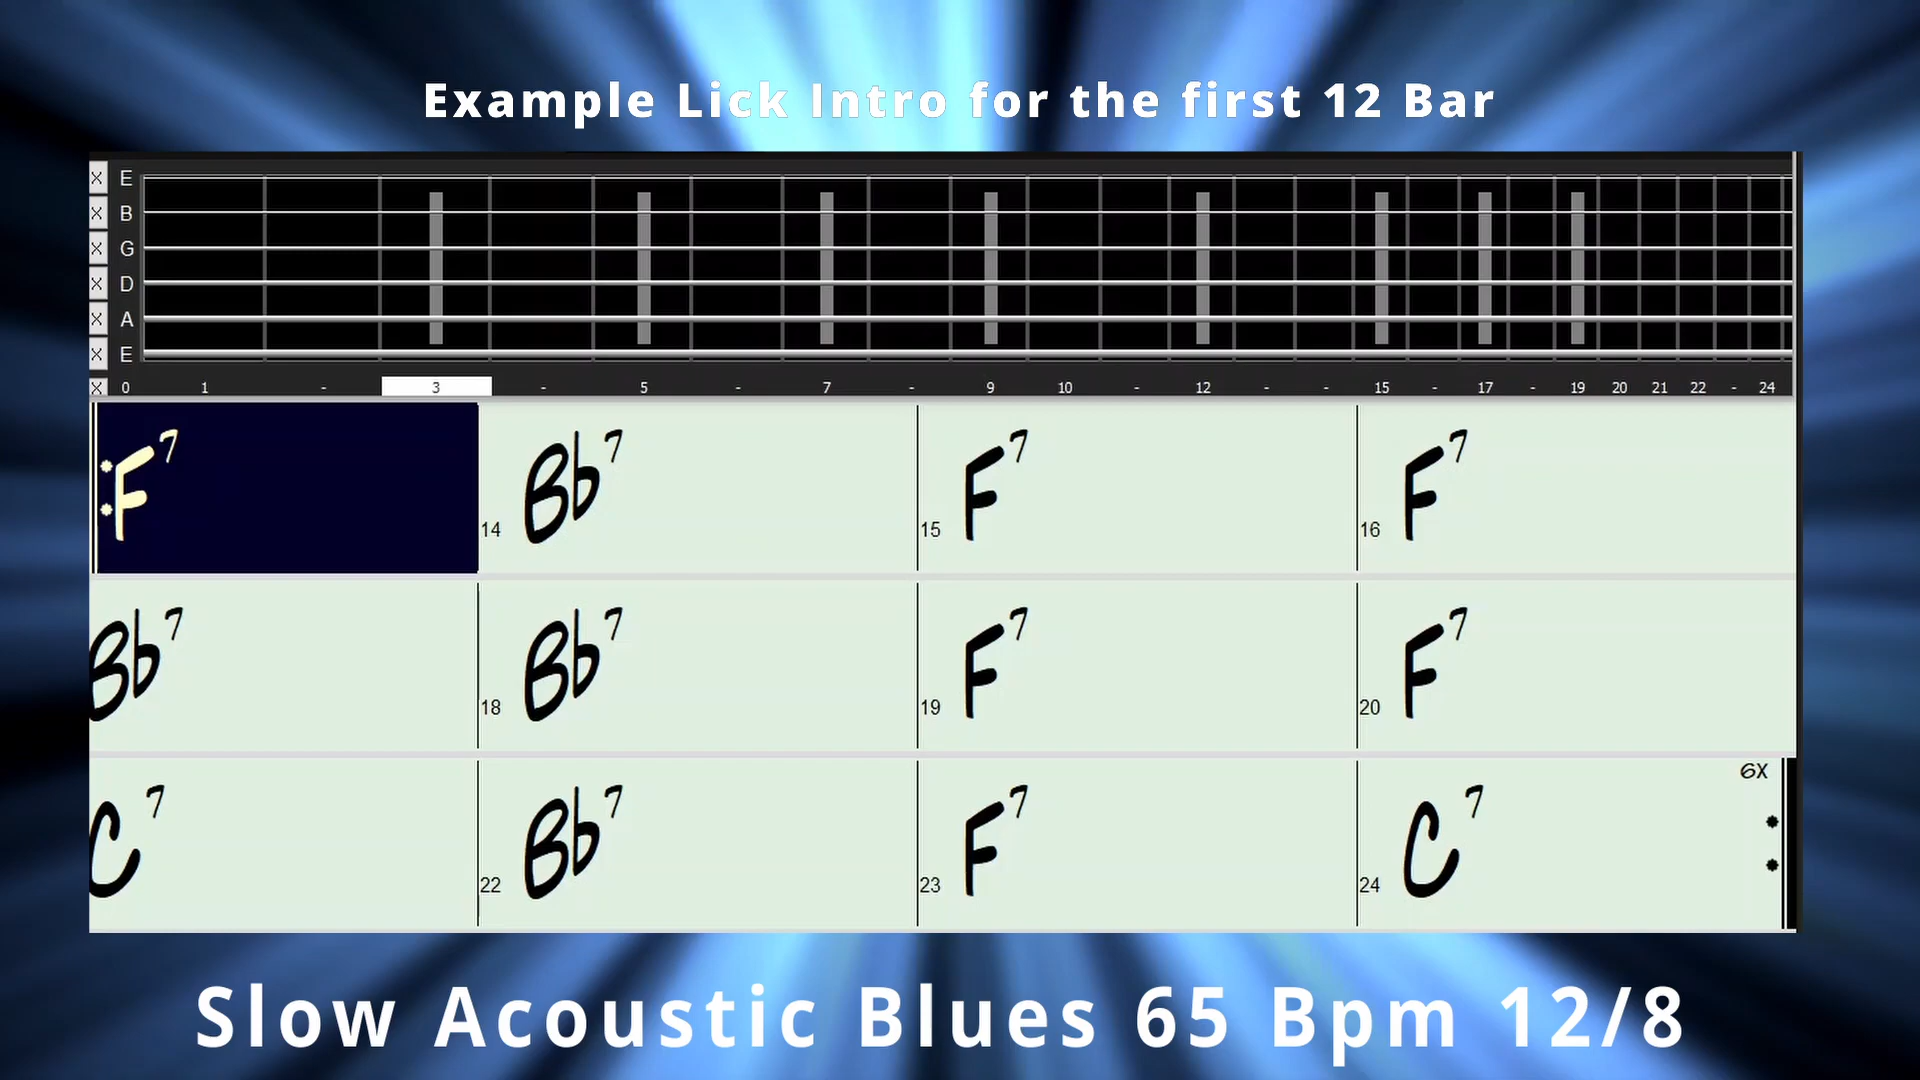 Example Lick Intro for the first 12 Bar
X E
X B
X G
X D
X A
X E
X 0 1 - 3 - 5 - 7 - 9 10 - 12 - - 15 - 17 - 19 20 21 22 - 24
F7 14 Bb7 15 F7 16 F7
Bb7 18 Bb7 19 F7 20 F7
6X
C7 22 Bb7 23 F7 24 C7
Slow Acoustic Blues 65 Bpm 12/8